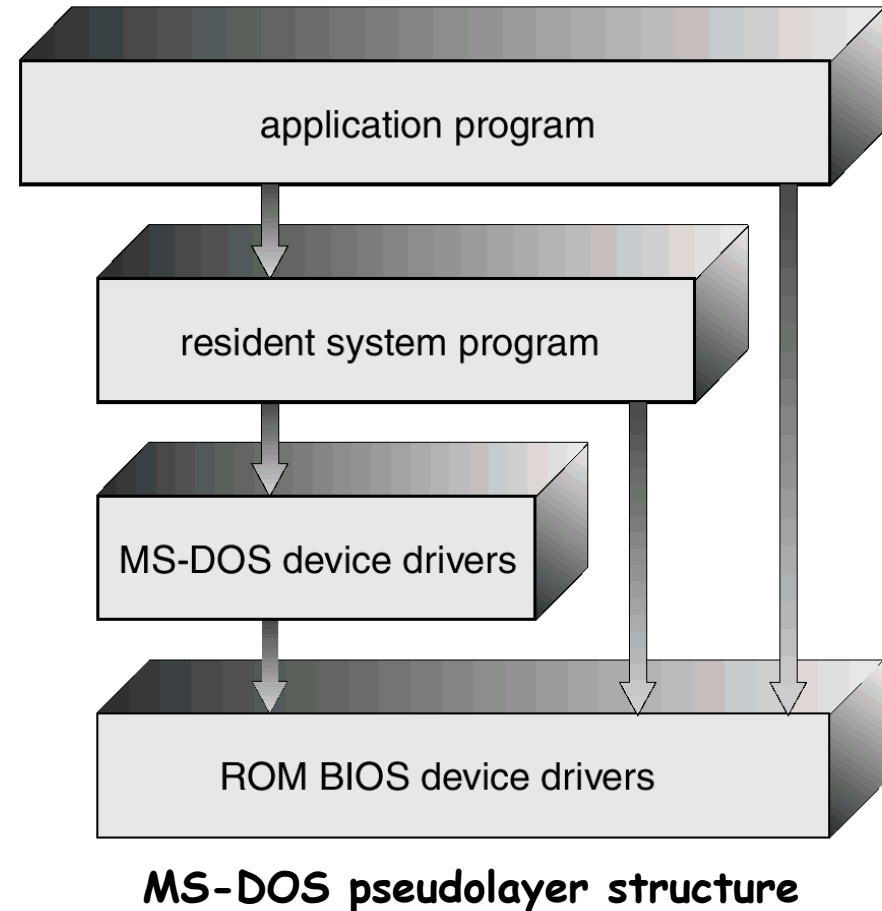 application program
resident system program
MS-DOS device drivers
ROM BIOS device drivers
MS-DOS pseudolayer structure